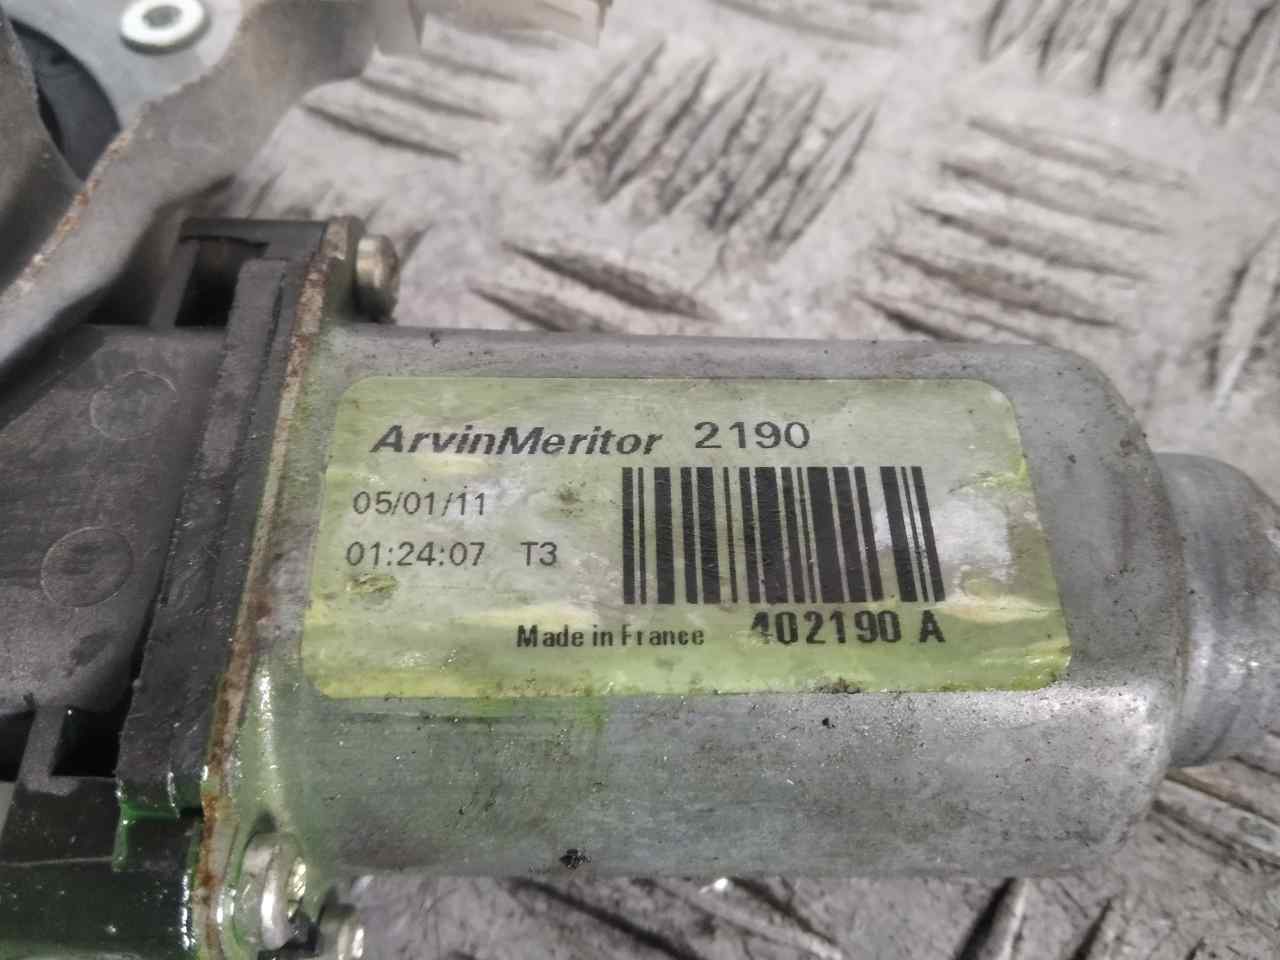 ArvinMeritor 2190
05/01/11
01:24:07 T3
Made in France 402190 A